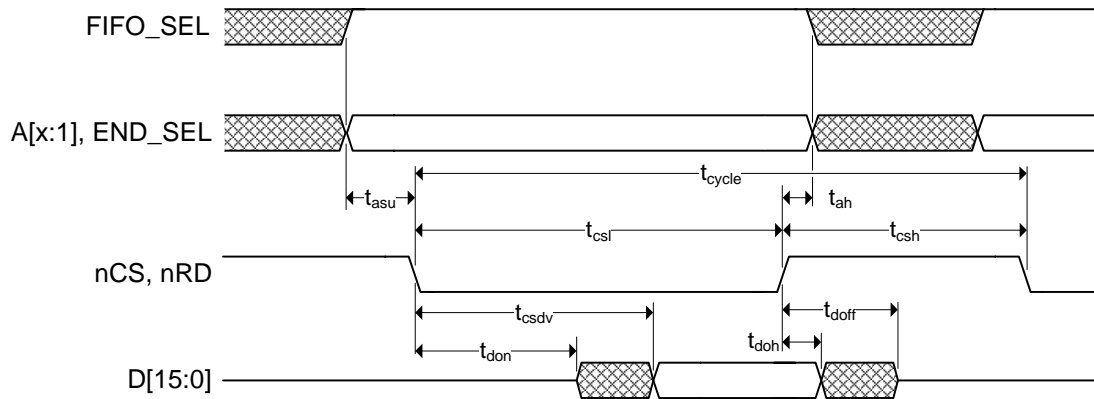 FIFO_SEL
A[x:1], END_SEL
tcycle
tasu
tah
tcsl
tcsh
nCS, nRD
tcsdv
tdoff
tdon
tdoh
D[15:0]